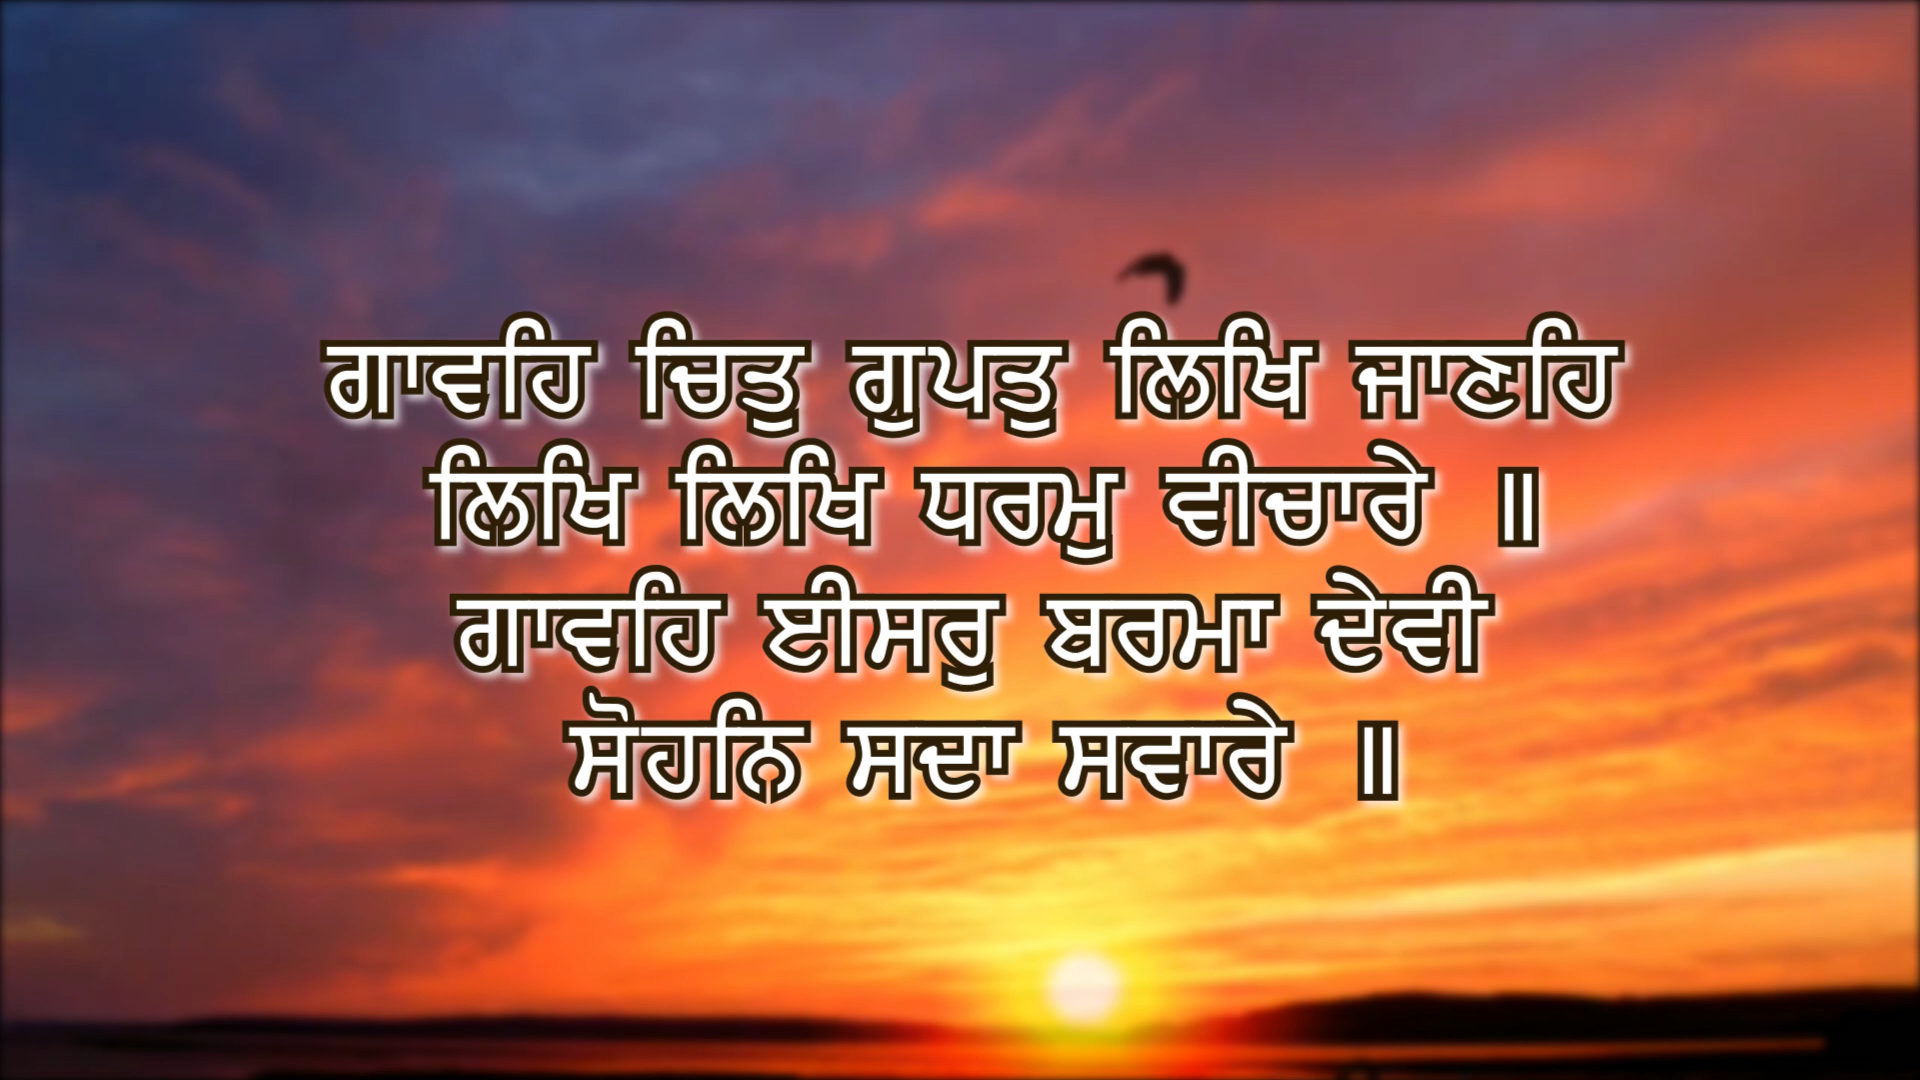 ਗਾਵਹਿ ਚਿਤੁ ਗੁਪਤੁ ਲਿਖਿ ਜਾਣਹਿ
ਲਿਖਿ ਲਿਖਿ ਧਰਮੁ ਵੀਚਾਰੇ ॥
ਗਾਵਹਿ ਈਸਰੁ ਬਰਮਾ ਦੇਵੀ
ਸੋਹਨਿ ਸਦਾ ਸਵਾਰੇ ॥